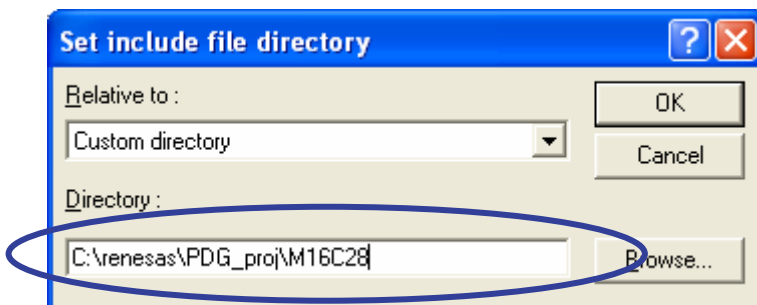 Set include file directory
Relative to :
OK
Custom directory
Cancel
Directory :
C:\renesas\PDG_proj\M16C28
Browse...